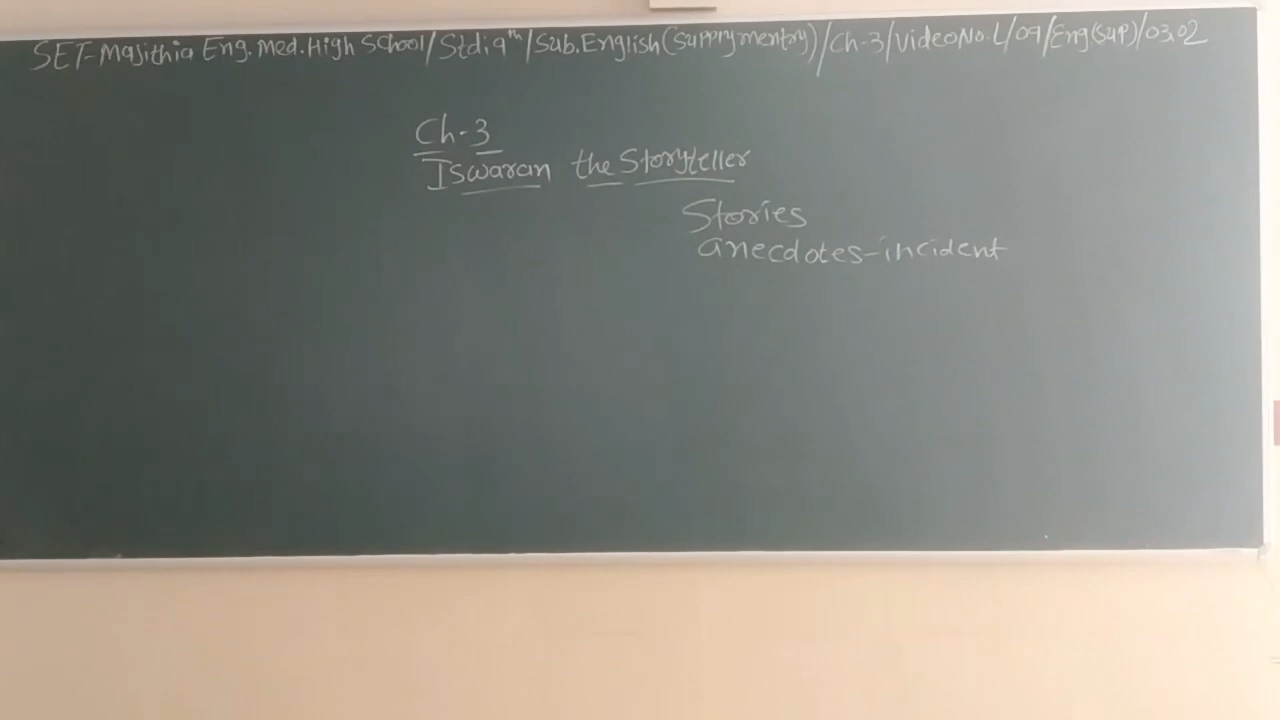 SET-Majithia Eng.Med.High School/Std:9th/Sub.English(Supplymentry)/Ch-3/VideoNo.1/09/Eng(Sup)/03.02
Ch-3
Iswaran the Storyteller
Stories
anecdotes-incident